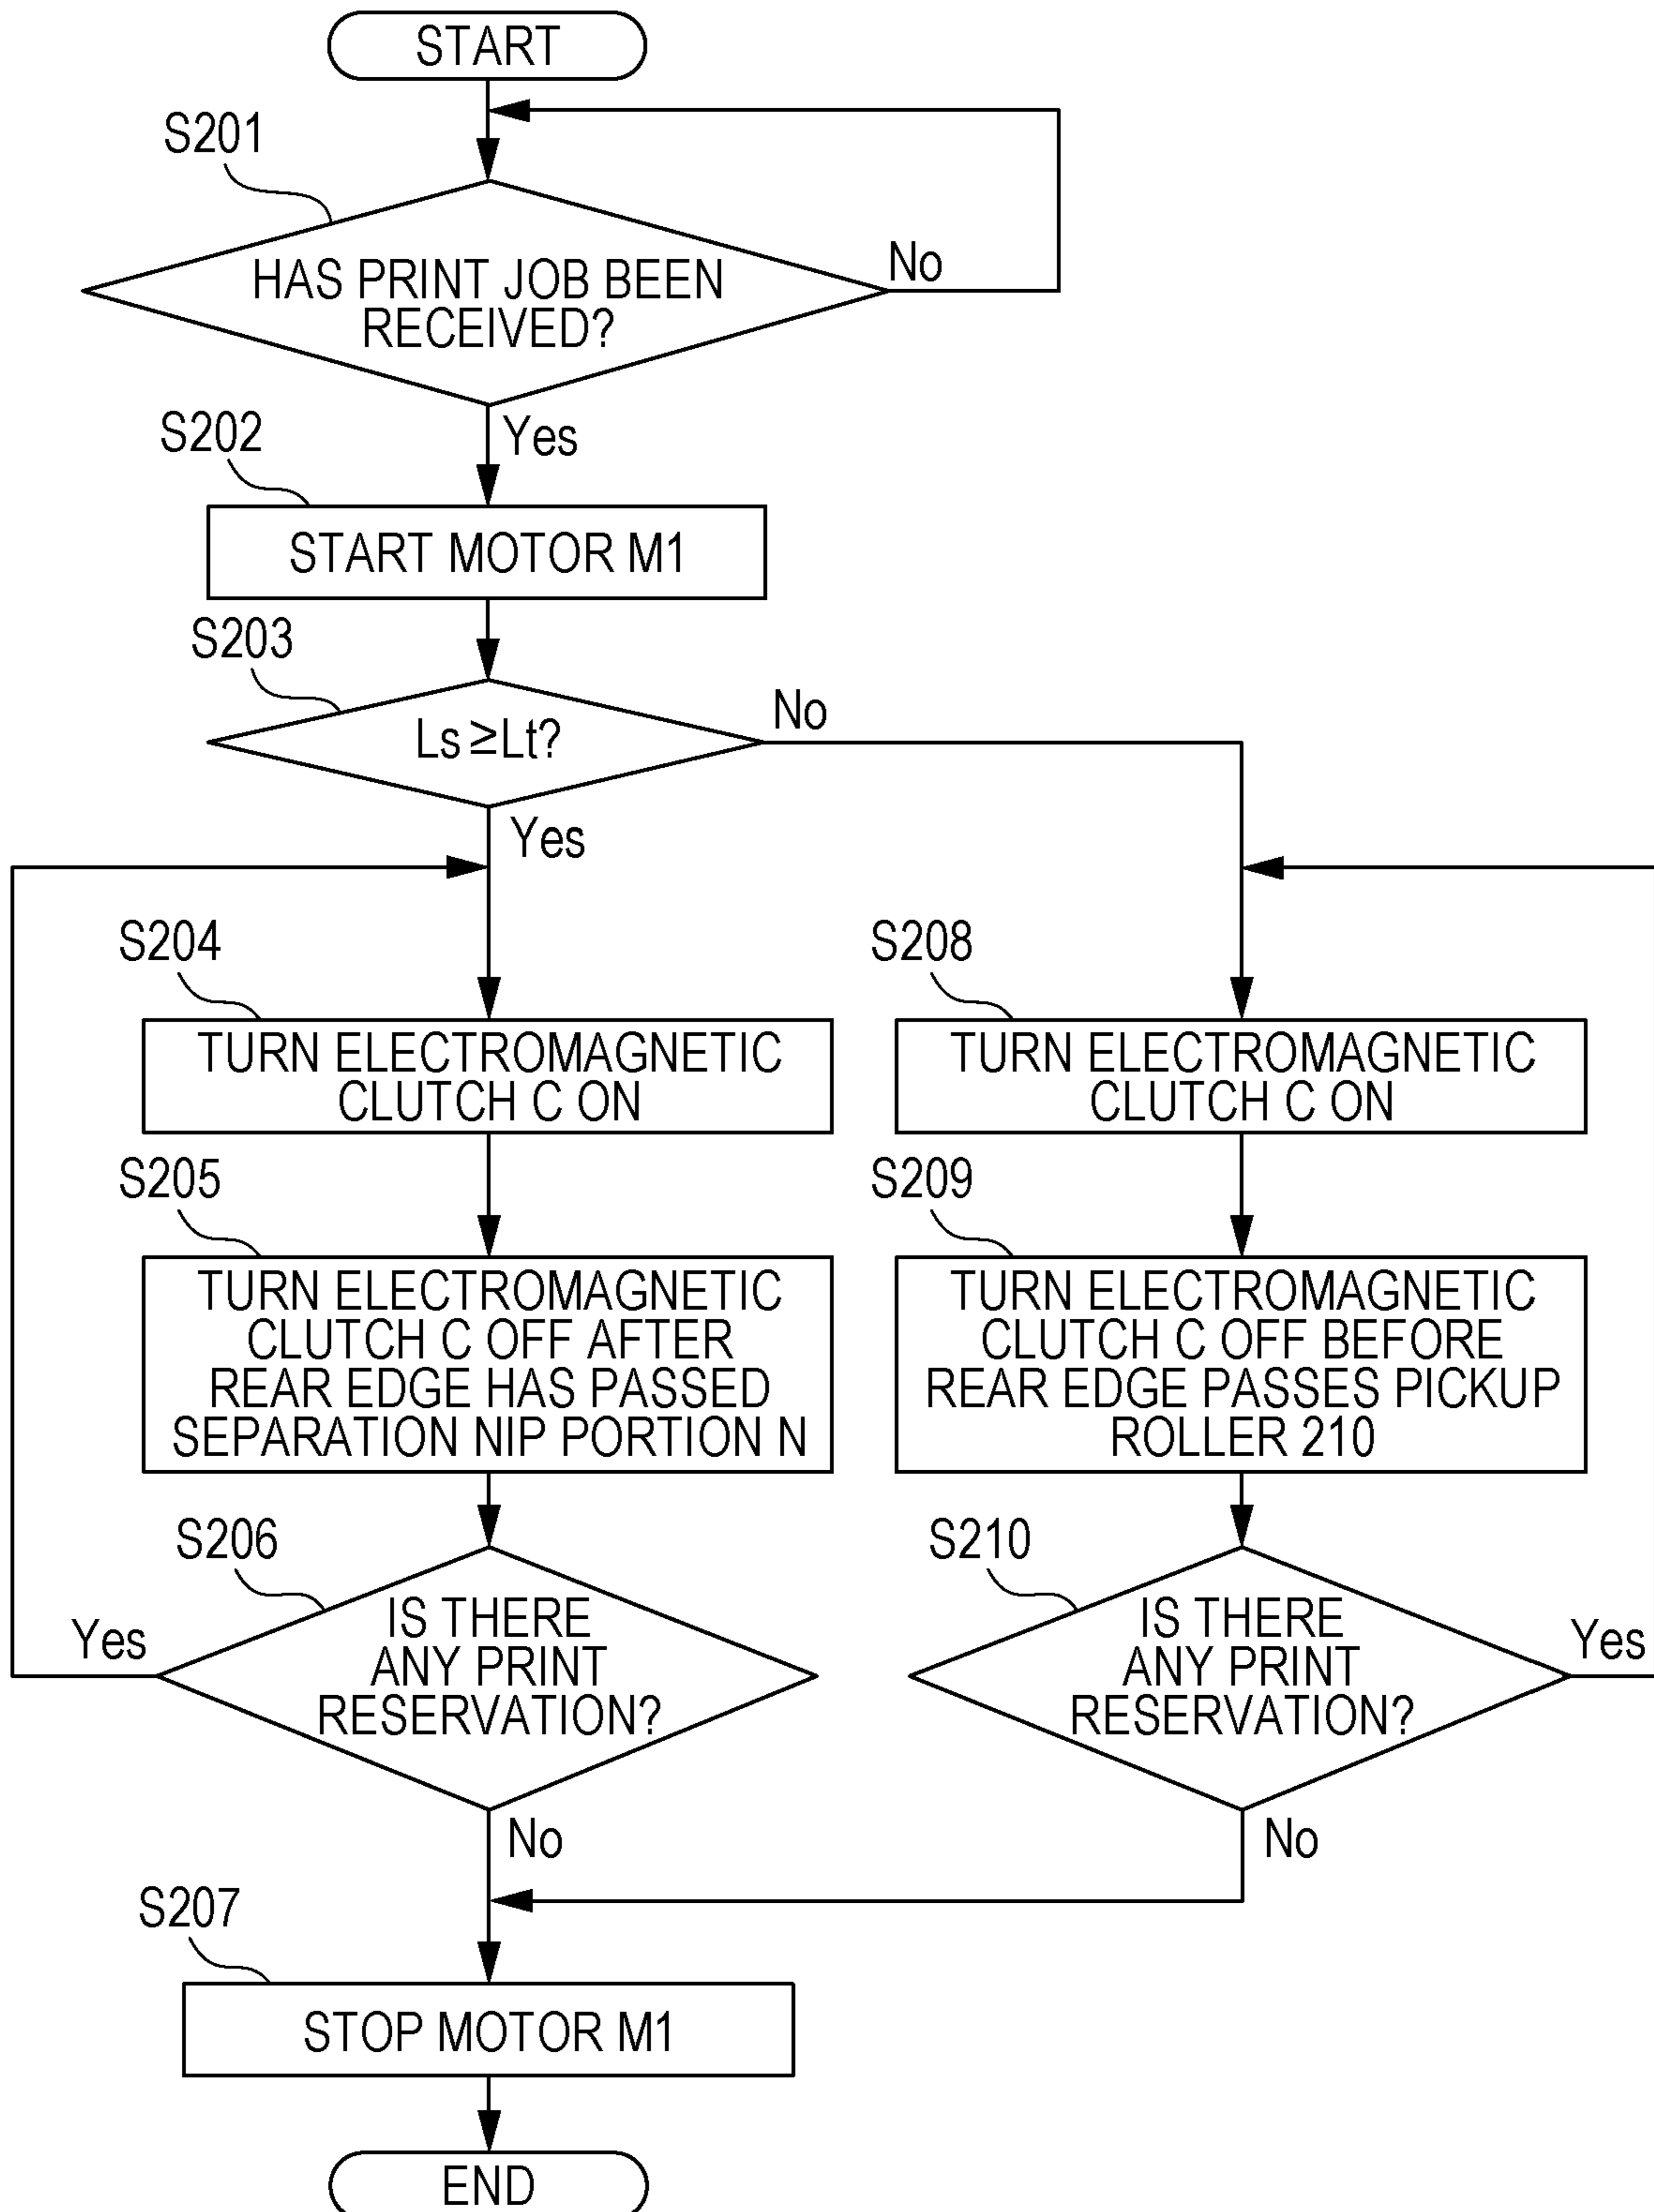 START
S201
HAS PRINT JOB BEEN
RECEIVED?
No
Yes
S202
START MOTOR M1
S203
Ls ≥Lt?
No
Yes
S204
TURN ELECTROMAGNETIC
CLUTCH C ON
S205
TURN ELECTROMAGNETIC
CLUTCH C OFF AFTER
REAR EDGE HAS PASSED
SEPARATION NIP PORTION N
S206
IS THERE
ANY PRINT
RESERVATION?
Yes
No
S208
TURN ELECTROMAGNETIC
CLUTCH C ON
S209
TURN ELECTROMAGNETIC
CLUTCH C OFF BEFORE
REAR EDGE PASSES PICKUP
ROLLER 210
S210
IS THERE
ANY PRINT
RESERVATION?
Yes
No
S207
STOP MOTOR M1
END